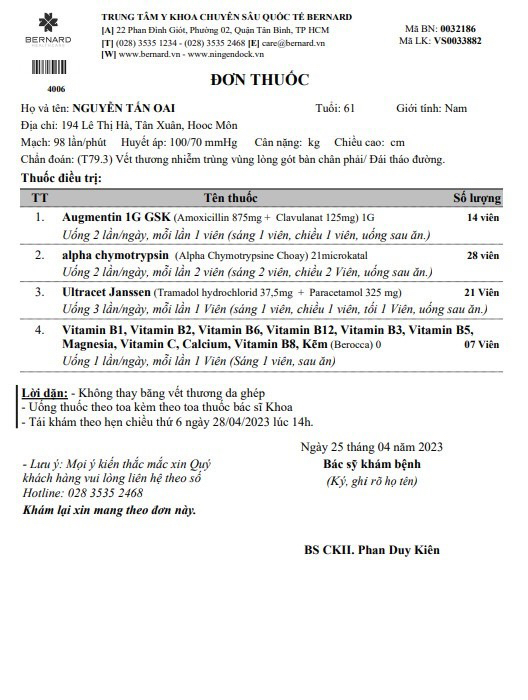 TRUNG TÂM Y KHOA CHUYÊN SÂU QUỐC TẾ BERNARD
[A] 22 Phan Đình Giót, Phường 02, Quận Tân Bình, TP HCM
[T] (028) 3535 1234 - (028) 3535 2468 [E] care@bernard.vn
[W] www.bernard.vn - www.ningendock.vn
Mã BN: 0032186
Mã LK: VS0033882
BERNARD
4006
ĐƠN THUỐC
Họ và tên: NGUYỄN TẤN OAI Tuổi: 61 Giới tính: Nam
Địa chỉ: 194 Lê Thị Hà, Tân Xuân, Hooc Môn
Mạch: 98 lần/phút Huyết áp: 100/70 mmHg Cân nặng: kg Chiều cao: cm
Chẩn đoán: (T79.3) Vết thương nhiễm trùng vùng lòng gót bàn chân phải/ Đái tháo đường.
Thuốc điều trị:
TT Tên thuốc Số lượng
1. Augmentin 1G GSK (Amoxicillin 875mg + Clavulanat 125mg) 1G 14 viên
Uống 2 lần/ngày, mỗi lần 1 viên (sáng 1 viên, chiều 1 viên, uống sau ăn.)
2. alpha chymotrypsin (Alpha Chymotrypsine Choay) 21microkatal 28 viên
Uống 2 lần/ngày, mỗi lần 2 viên (sáng 2 viên, chiều 2 Viên, uống sau ăn.)
3. Ultracet Janssen (Tramadol hydrochlorid 37,5mg + Paracetamol 325 mg) 21 Viên
Uống 3 lần/ngày, mỗi lần 1 Viên (sáng 1 viên, chiều 1 viên, tối 1 Viên, uống sau ăn.)
4. Vitamin B1, Vitamin B2, Vitamin B6, Vitamin B12, Vitamin B3, Vitamin B5,
Magnesia, Vitamin C, Calcium, Vitamin B8, Kẽm (Berocca) 0 07 Viên
Uống 1 lần/ngày, mỗi lần 1 Viên (Sáng 1 viên, sau ăn)
Lời dặn: - Không thay băng vết thương da ghép
- Uống thuốc theo toa kèm theo toa thuốc bác sĩ Khoa
- Tái khám theo hẹn chiều thứ 6 ngày 28/04/2023 lúc 14h.
Ngày 25 tháng 04 năm 2023
Bác sỹ khám bệnh
(Ký, ghi rõ họ tên)
- Lưu ý: Mọi ý kiến thắc mắc xin Quý
khách hàng vui lòng liên hệ theo số
Hotline: 028 3535 2468
Khám lại xin mang theo đơn này.
BS CKII. Phan Duy Kiên